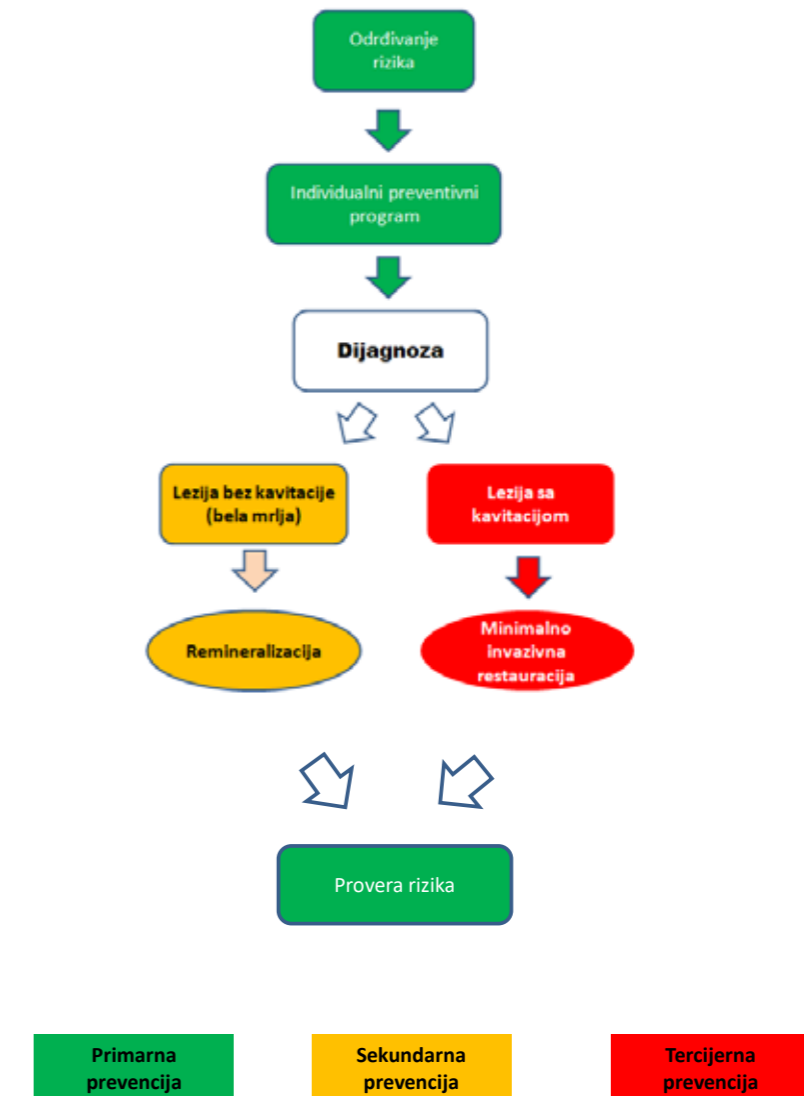 Odrđivanje
rizika
Individualni preventivni
program
Dijagnoza
Lezija bez kavitacije
(bela mrlja)
Lezija sa
kavitacijom
Remineralizacija
Minimalno
invazivna
restauracija
Provera rizika
Primarna
prevencija
Sekundarna
prevencija
Tercijerna
prevencija